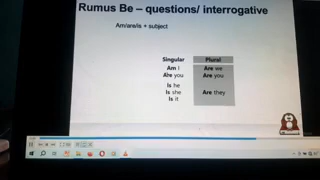 Rumus Be – questions/ interrogative
Am/are/is + subject
Singular Plural
Am I Are we
Are you Are you
Is he
Is she Are they
Is it